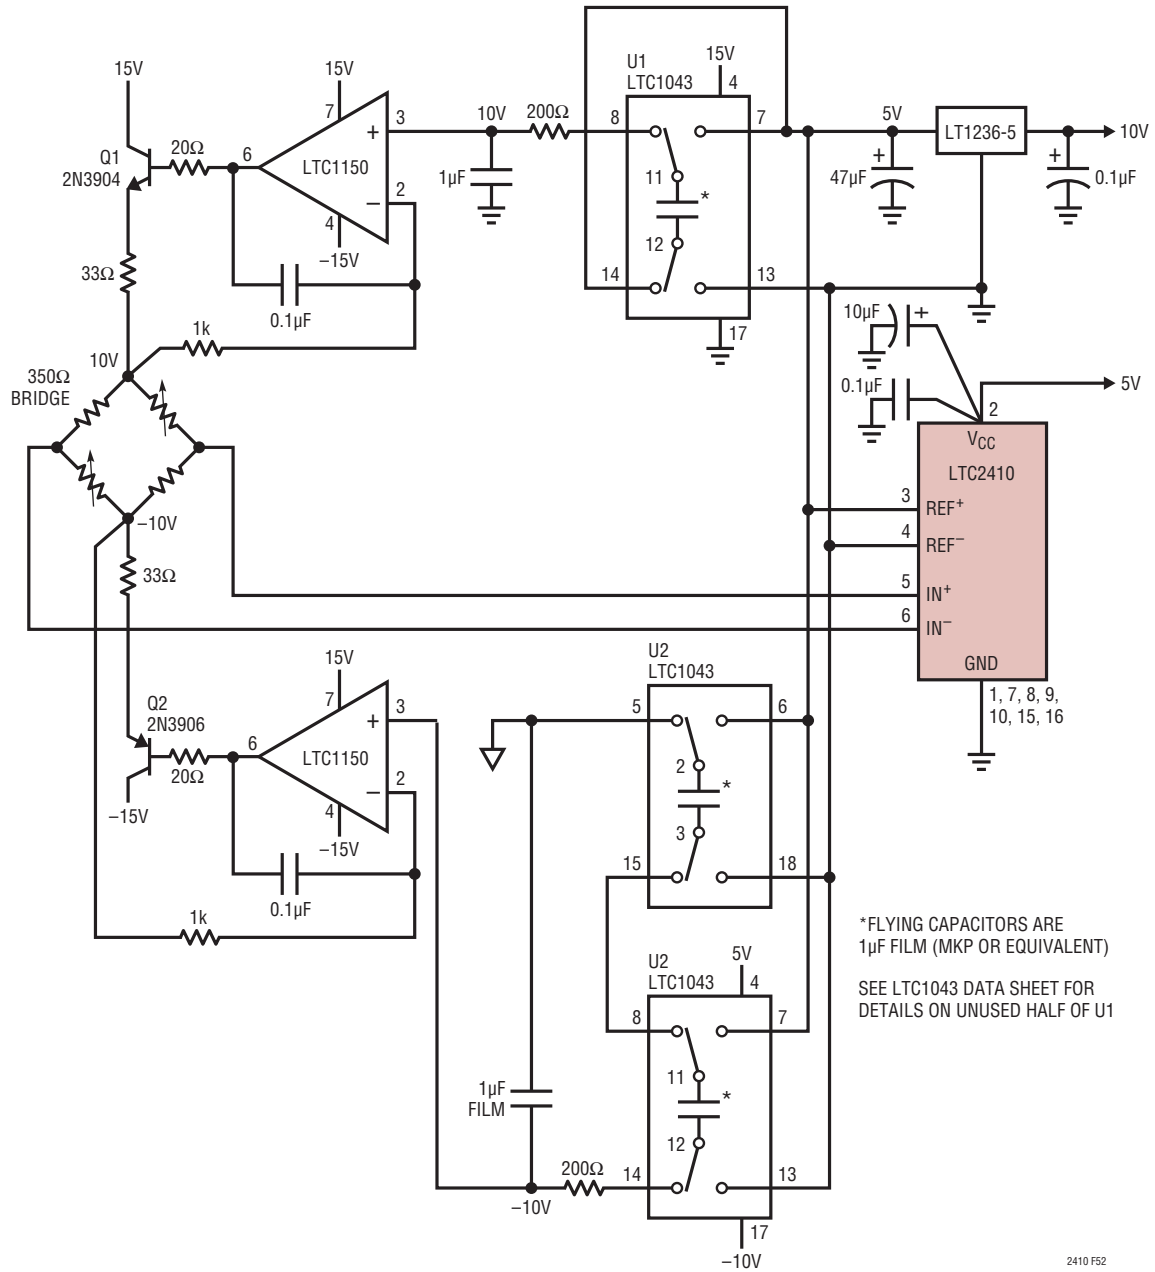 U1
LTC1043
15V
4
15V
15V
7
3
+
10V
200Ω
8
7
5V
LT1236-5
10V
Q1
2N3904
20Ω
6
LTC1150
2
–
4
–15V
1µF
11
*
12
+
47µF
+
0.1µF
33Ω
0.1µF
14
13
17
1k
10V
350Ω
BRIDGE
10µF
+
0.1µF
5V
2
VCC
LTC2410
3
REF+
4
REF–
5
IN+
6
IN–
GND
1, 7, 8, 9,
10, 15, 16
–10V
33Ω
15V
U2
LTC1043
Q2
2N3906
7
3
+
5
6
20Ω
6
LTC1150
2
–
2
*
3
–15V
4
–15V
15
18
0.1µF
1k
*FLYING CAPACITORS ARE
1µF FILM (MKP OR EQUIVALENT)
SEE LTC1043 DATA SHEET FOR
DETAILS ON UNUSED HALF OF U1
U2
LTC1043
5V
4
8
7
11
*
12
1µF
FILM
200Ω
14
13
–10V
17
–10V
2410 F52